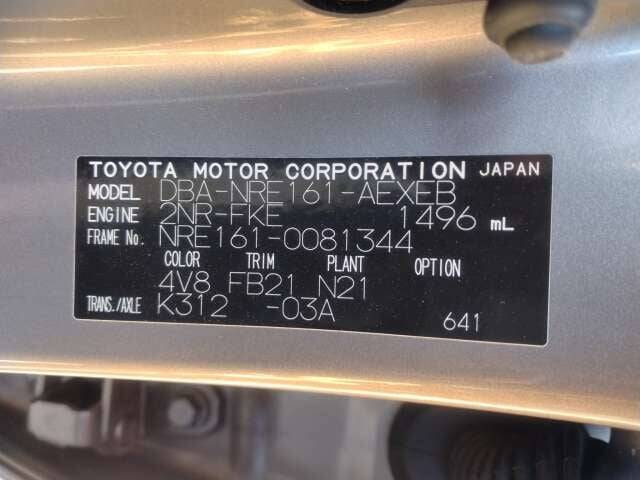 TOYOTA MOTOR CORPORATION JAPAN
MODEL DBA-NRE161-AEXEB
ENGINE 2NR-FKE 1496 mL
FRAME No. NRE161-0081344
COLOR TRIM PLANT OPTION
4V8 FB21 N21
TRANS./AXLE K312 -03A
641